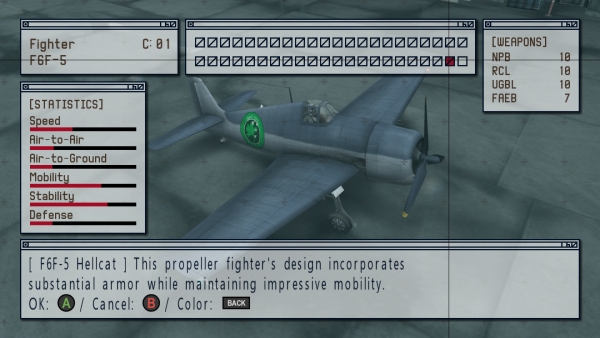 Fighter C:01
F6F-5
[WEAPONS]
NPB 10
RCL 10
UGBL 10
FAEB 7
[STATISTICS]
Speed
Air-to-Air
Air-to-Ground
Mobility
Stability
Defense
[ F6F-5 Hellcat ] This propeller fighter's design incorporates
substantial armor while maintaining impressive mobility.
OK: A / Cancel: B / Color: BACK